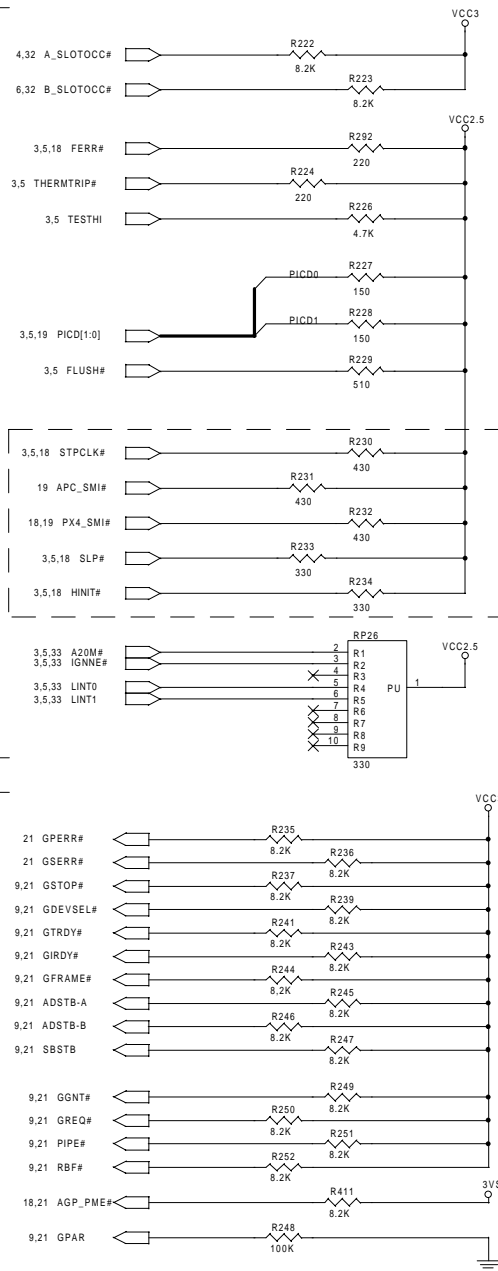 VCC3
4,32 A_SLOTOCC# R222
8.2K
6,32 B_SLOTOCC# R223
8.2K
VCC2.5
3,5,18 FERR# R292
220
3,5 THERMTRIP# R224
220
3,5 TESTHI R226
4.7K
PICD0 R227
150
PICD1 R228
150
3,5,19 PICD[1:0]
3,5 FLUSH# R229
510
3,5,18 STPCLK# R230
430
19 APC_SMI# R231
430
18,19 PX4_SMI# R232
430
3,5,18 SLP# R233
330
3,5,18 HINIT# R234
330
RP26
VCC2.5
3,5,33 A20M# 2 R1
3,5,33 IGNNE# 3 R2
4 R3
3,5,33 LINT0 5 R4 PU 1
3,5,33 LINT1 6 R5
7 R6
8 R7
9 R8
10 R9
330
VCC
21 GPERR# R235
8.2K
21 GSERR# R236
8.2K
9,21 GSTOP# R237
8.2K
9,21 GDEVSEL# R239
8.2K
9,21 GTRDY# R241
8.2K
9,21 GIRDY# R243
8.2K
9,21 GFRAME# R244
8,2K
9,21 ADSTB-A R245
8.2K
9,21 ADSTB-B R246
8.2K
9,21 SBSTB R247
8.2K
9,21 GGNT# R249
8.2K
9,21 GREQ# R250
8.2K
9,21 PIPE# R251
8.2K
9,21 RBF# R252
8.2K
3VS
18,21 AGP_PME# R411
8.2K
9,21 GPAR R248
100K